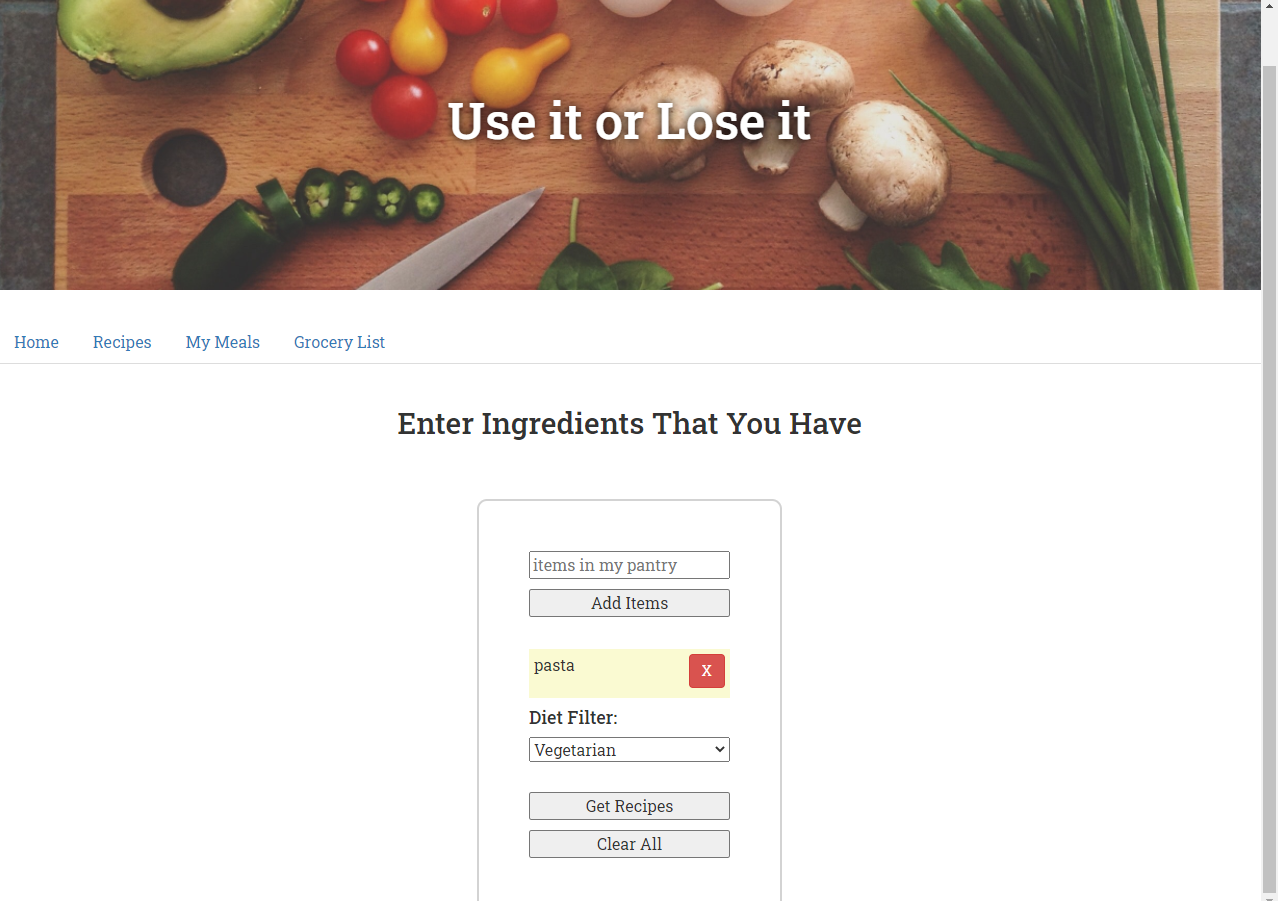 Use it or Lose it
Home Recipes My Meals Grocery List
Enter Ingredients That You Have
items in my pantry
Add Items
pasta X
Diet Filter:
Vegetarian
Get Recipes
Clear All